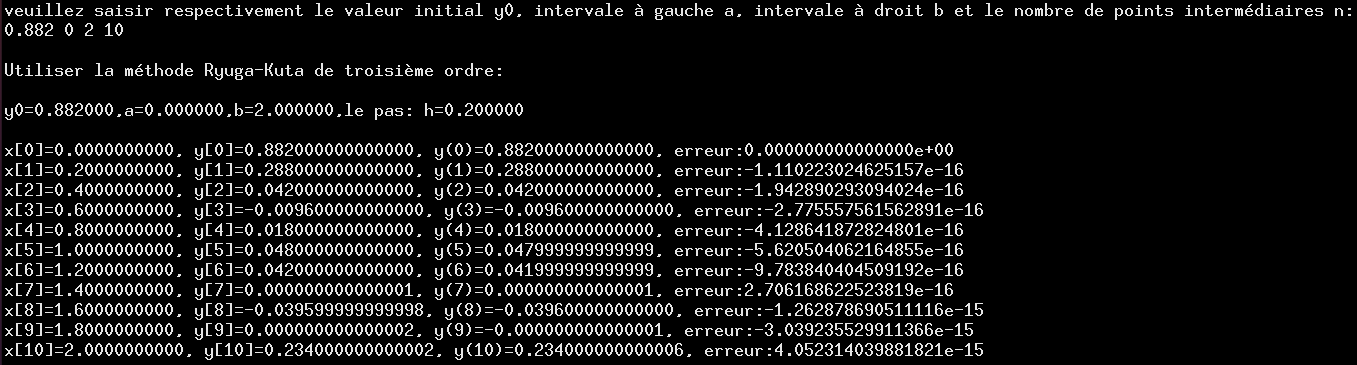 veuillez saisir respectivement le valeur initial y0, intervale à gauche a, intervale à droit b et le nombre de points intermédiaires n:
0.882 0 2 10
Utiliser la méthode Ryuga-Kuta de troisième ordre:
y0=0.882000,a=0.000000,b=2.000000,le pas: h=0.200000
x[0]=0.0000000000, y[0]=0.882000000000000, y(0)=0.882000000000000, erreur:0.000000000000000e+00
x[1]=0.2000000000, y[1]=0.288000000000000, y(1)=0.288000000000000, erreur:-1.110223024625157e-16
x[2]=0.4000000000, y[2]=0.042000000000000, y(2)=0.042000000000000, erreur:-1.942890293094024e-16
x[3]=0.6000000000, y[3]=-0.009600000000000, y(3)=-0.009600000000000, erreur:-2.775557561562891e-16
x[4]=0.8000000000, y[4]=0.018000000000000, y(4)=0.018000000000000, erreur:-4.128641872824801e-16
x[5]=1.0000000000, y[5]=0.048000000000000, y(5)=0.047999999999999, erreur:-5.620504062164855e-16
x[6]=1.2000000000, y[6]=0.042000000000000, y(6)=0.041999999999999, erreur:-9.783840404509192e-16
x[7]=1.4000000000, y[7]=0.000000000000001, y(7)=0.000000000000001, erreur:2.706168622523819e-16
x[8]=1.6000000000, y[8]=-0.039599999999998, y(8)=-0.039600000000000, erreur:-1.262878690511116e-15
x[9]=1.8000000000, y[9]=0.000000000000002, y(9)=-0.000000000000001, erreur:-3.039235529911366e-15
x[10]=2.0000000000, y[10]=0.234000000000002, y(10)=0.234000000000006, erreur:4.052314039881821e-15